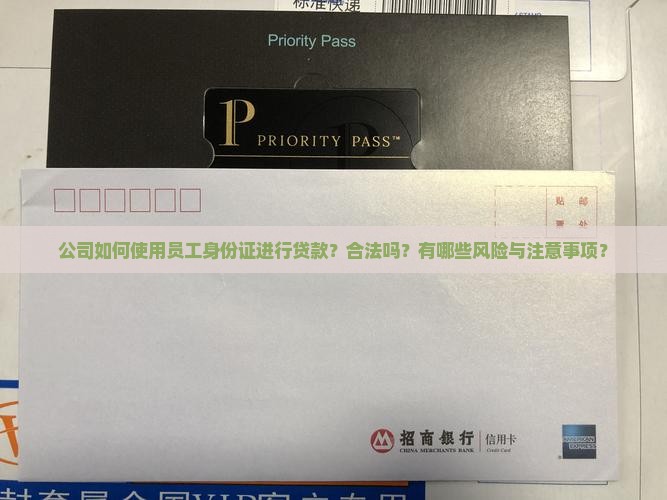 标准快递
Priority Pass
PRIORITY PASS™
贴 邮
票 处
公司如何使用员工身份证进行贷款？合法吗？有哪些风险与注意事项？
招商银行 信用卡
CHINA MERCHANTS BANK Credit Card
AMERICAN
EXPRESS